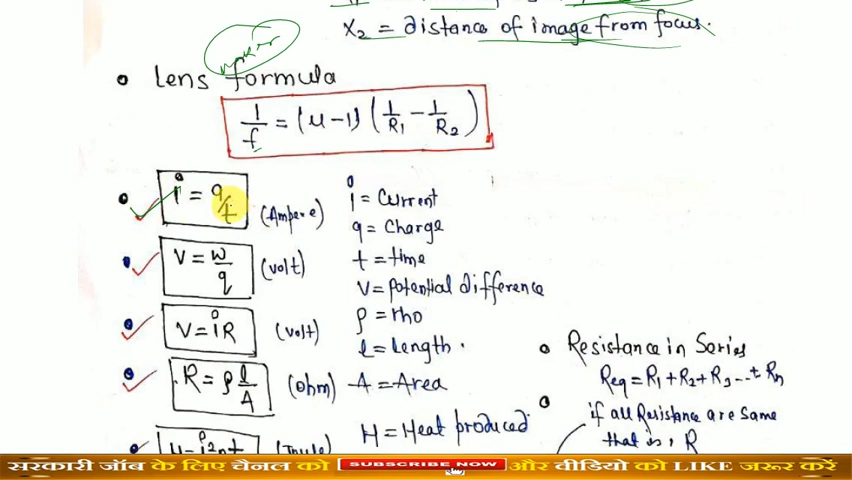 X₂ = distance of image from focus.
• Lens formula
1/f = (μ-1) (1/R₁ - 1/R₂)
• i = q/t (Ampere)
i = Current
q = Charge
• V = w/q (volt)
t = time
V = potential difference
• V = iR (volt)
ρ = rho
l = Length.
• R = ρ l/A (ohm)
A = Area
H = Heat produced
• Resistance in Series
Req = R₁ + R₂ + R₃ ...+ Rn
• if all Resistance are same
that is, R
सरकारी जॉब के लिए चैनल को SUBSCRIBE NOW और वीडियो को LIKE जरूर करे